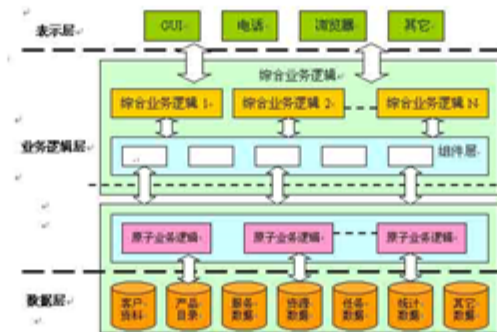 表示层
GUI
电话
浏览器
其它
综合业务逻辑
综合业务逻辑 1
综合业务逻辑 2
综合业务逻辑 N
业务逻辑层
组件层
原子业务逻辑
原子业务逻辑
原子业务逻辑
数据层
客户
资料
产品
目录
服务
数据
资源
数据
任务
数据
统计
数据
其它
数据